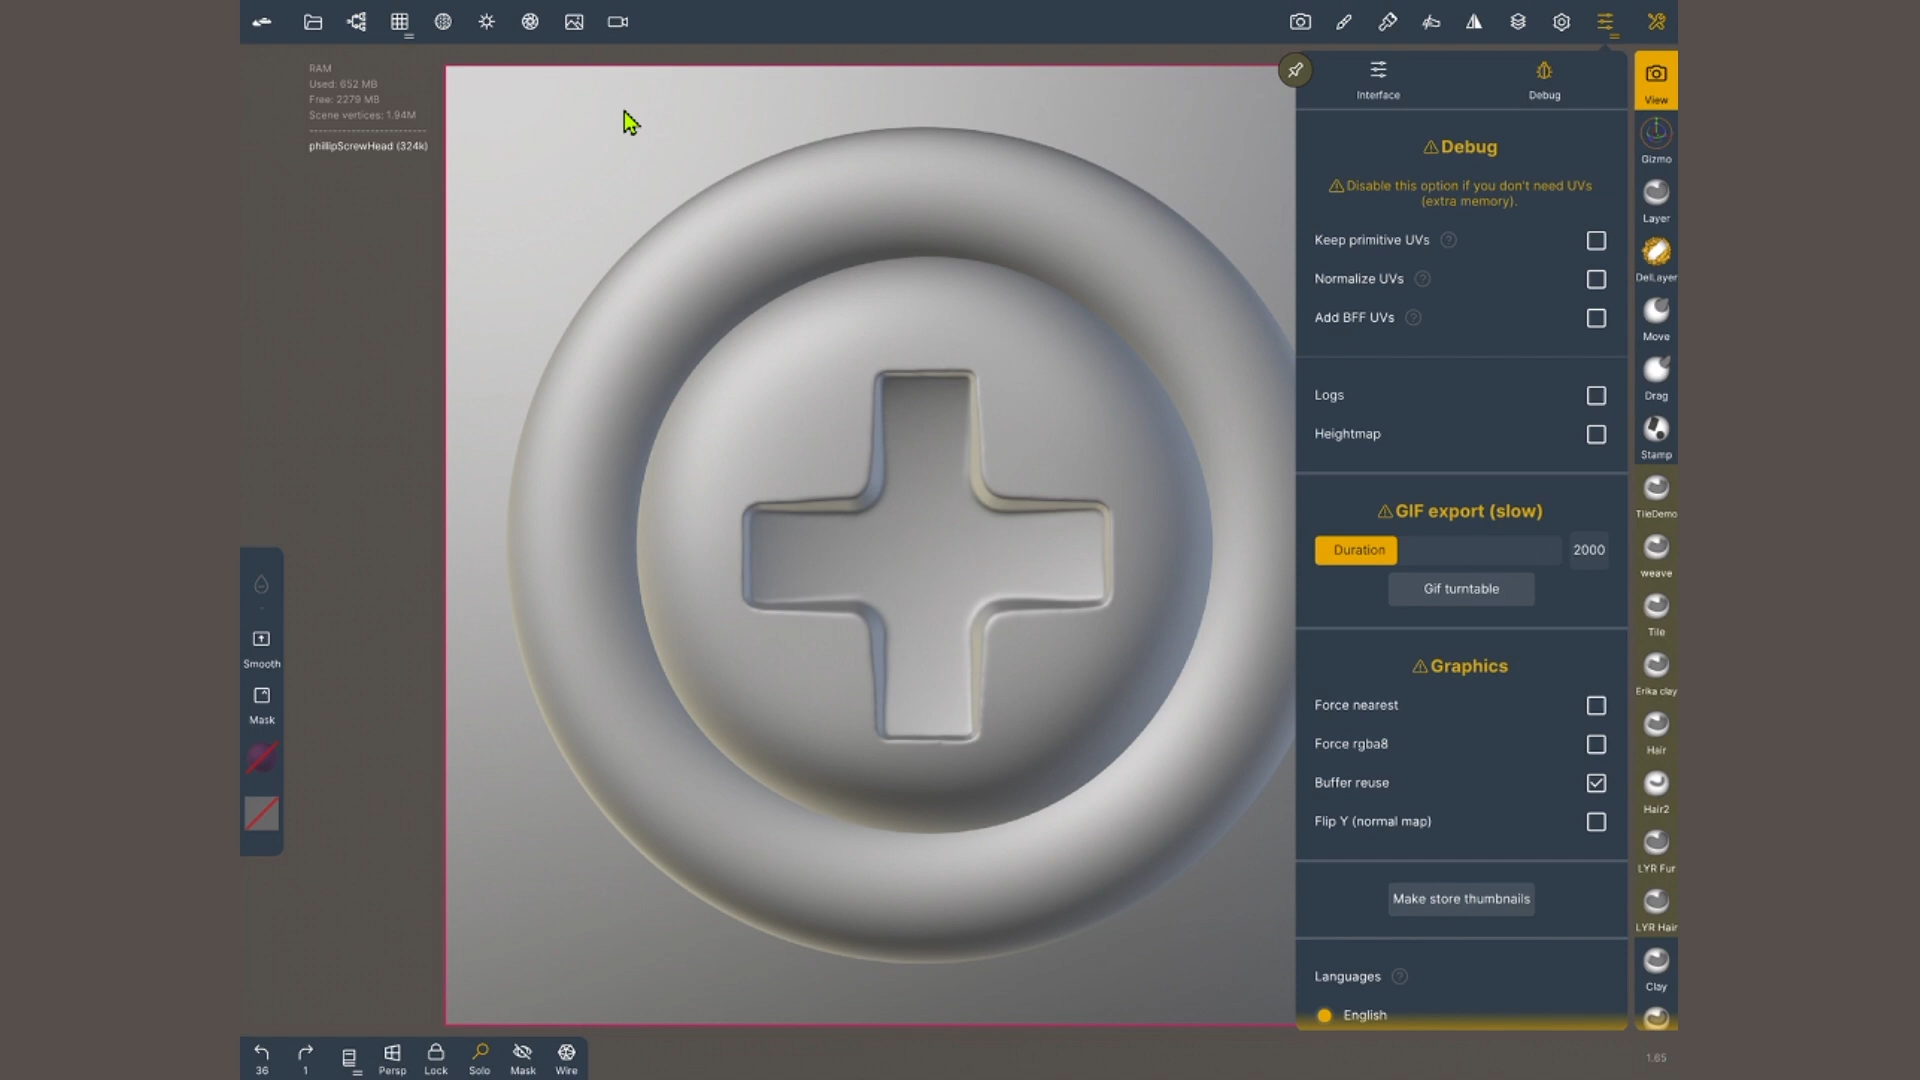 RAM
Used: 652 MB
Free: 2279 MB
Scene vertices: 1.94M
phillipScrewHead (324k)
Smooth
Mask
36
1
Persp
Lock
Solo
Mask
Wire
Interface
Debug
Debug
Disable this option if you don't need UVs
(extra memory).
Keep primitive UVs ?
Normalize UVs ?
Add BFF UVs ?
Logs
Heightmap
GIF export (slow)
Duration 2000
Gif turntable
Graphics
Force nearest
Force rgba8
Buffer reuse
Flip Y (normal map)
Make store thumbnails
Languages ?
English
View
Gizmo
Layer
DelLayer
Move
Drag
Stamp
TileDemo
weave
Tile
Erika clay
Hair
Hair2
LYR Fur
LYR Hair
Clay
1.65